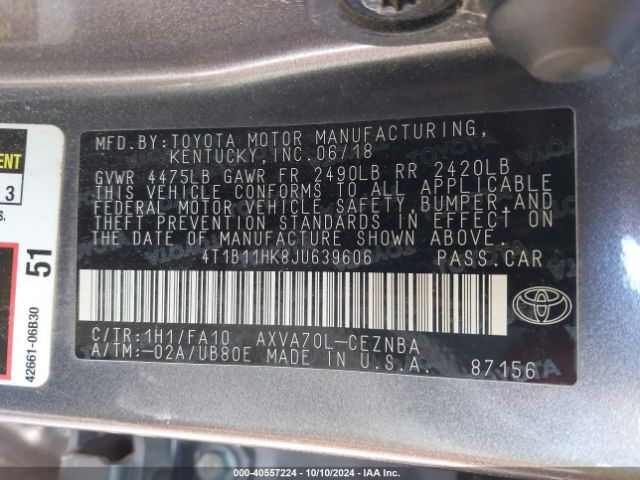 MFD.BY:TOYOTA MOTOR MANUFACTURING,
KENTUCKY,INC.06/18
GVWR 4475LB GAWR FR 2490LB RR 2420LB
THIS VEHICLE CONFORMS TO ALL APPLICABLE
FEDERAL MOTOR VEHICLE SAFETY, BUMPER AND
THEFT PREVENTION STANDARDS IN EFFECT ON
THE DATE OF MANUFACTURE SHOWN ABOVE.
4T1B11HK8JU639606 PASS.CAR
C/TR:1H1/FA10 AXVA70L-CEZNBA
A/TM:-02A/UB80E MADE IN U.S.A.
87156
3
51
42661-06B30
000-40557224 | 10/10/2024 | IAA Inc.